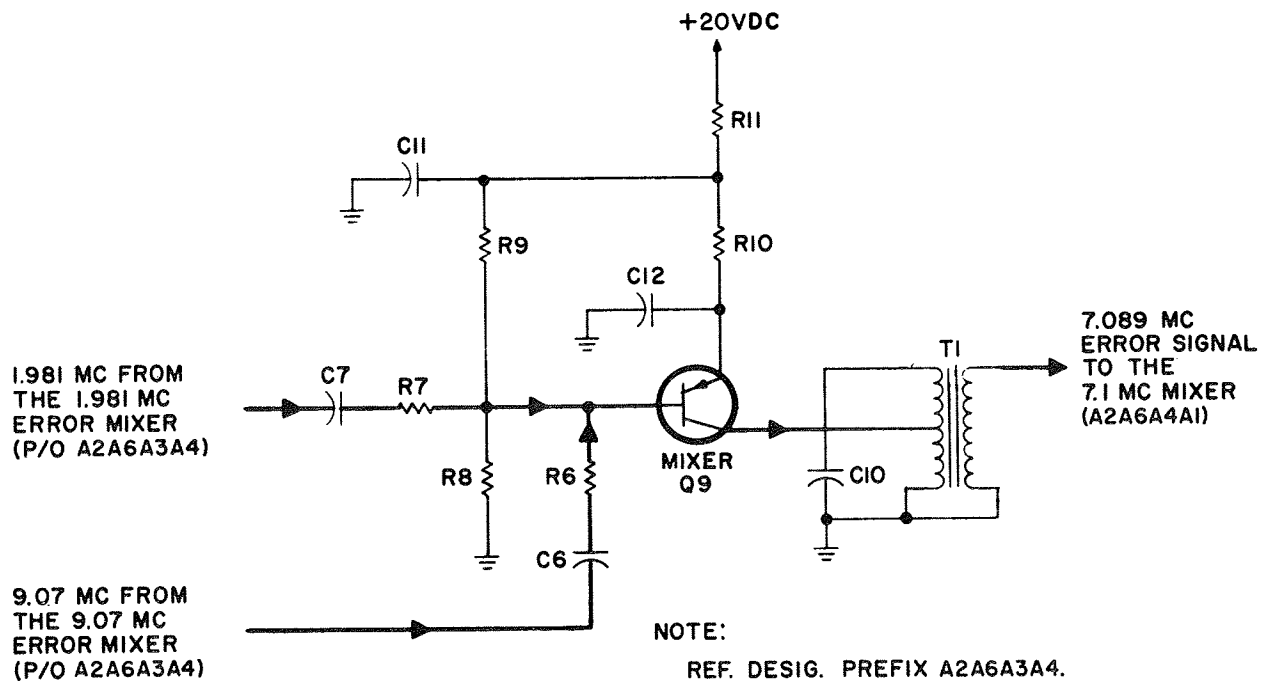 +20VDC
R11
C11
R9
R10
C12
1.981 MC FROM
THE 1.981 MC
ERROR MIXER
(P/O A2A6A3A4)
C7
R7
7.089 MC
ERROR SIGNAL
TO THE
7.1 MC MIXER
(A2A6A4A1)
T1
R8
R6
MIXER
Q9
C10
C6
9.07 MC FROM
THE 9.07 MC
ERROR MIXER
(P/O A2A6A3A4)
NOTE:
REF. DESIG. PREFIX A2A6A3A4.